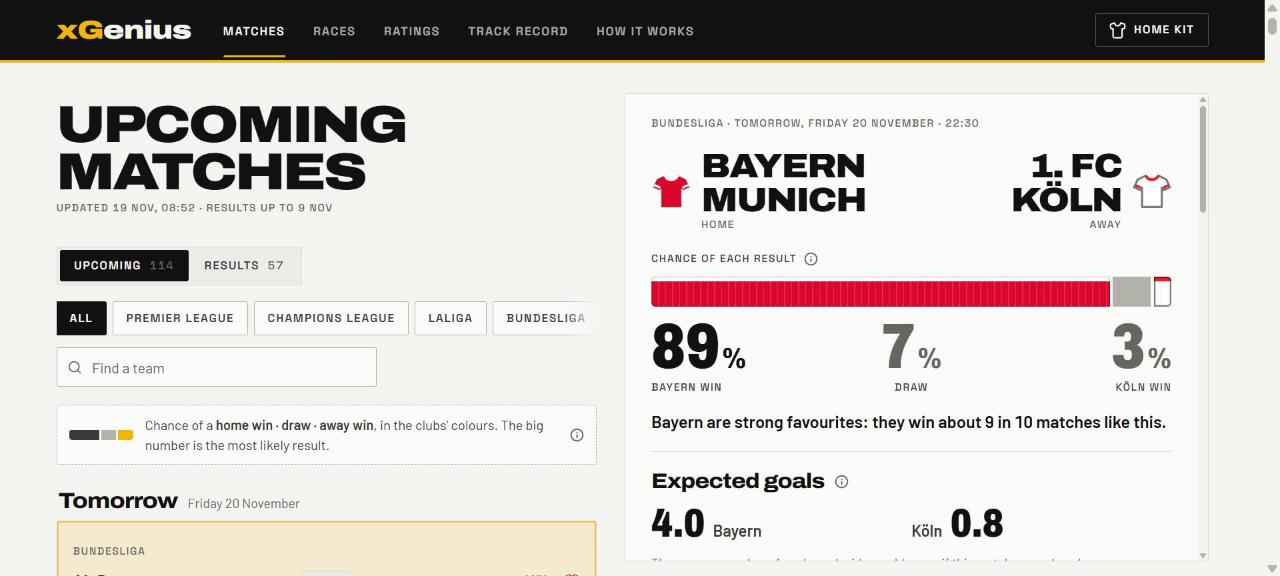 xGenius MATCHES RACES RATINGS TRACK RECORD HOW IT WORKS HOME KIT
UPCOMING
MATCHES
UPDATED 19 NOV, 08:52 · RESULTS UP TO 9 NOV
UPCOMING 114 RESULTS 57
ALL PREMIER LEAGUE CHAMPIONS LEAGUE LALIGA BUNDESLIGA
Find a team
Chance of a home win · draw · away win, in the clubs' colours. The big
number is the most likely result.
Tomorrow Friday 20 November
BUNDESLIGA
BUNDESLIGA · TOMORROW, FRIDAY 20 NOVEMBER · 22:30
BAYERN
MUNICH
HOME
1. FC
KÖLN
AWAY
CHANCE OF EACH RESULT
89% 7% 3%
BAYERN WIN DRAW KÖLN WIN
Bayern are strong favourites: they win about 9 in 10 matches like this.
Expected goals
4.0 Bayern Köln 0.8